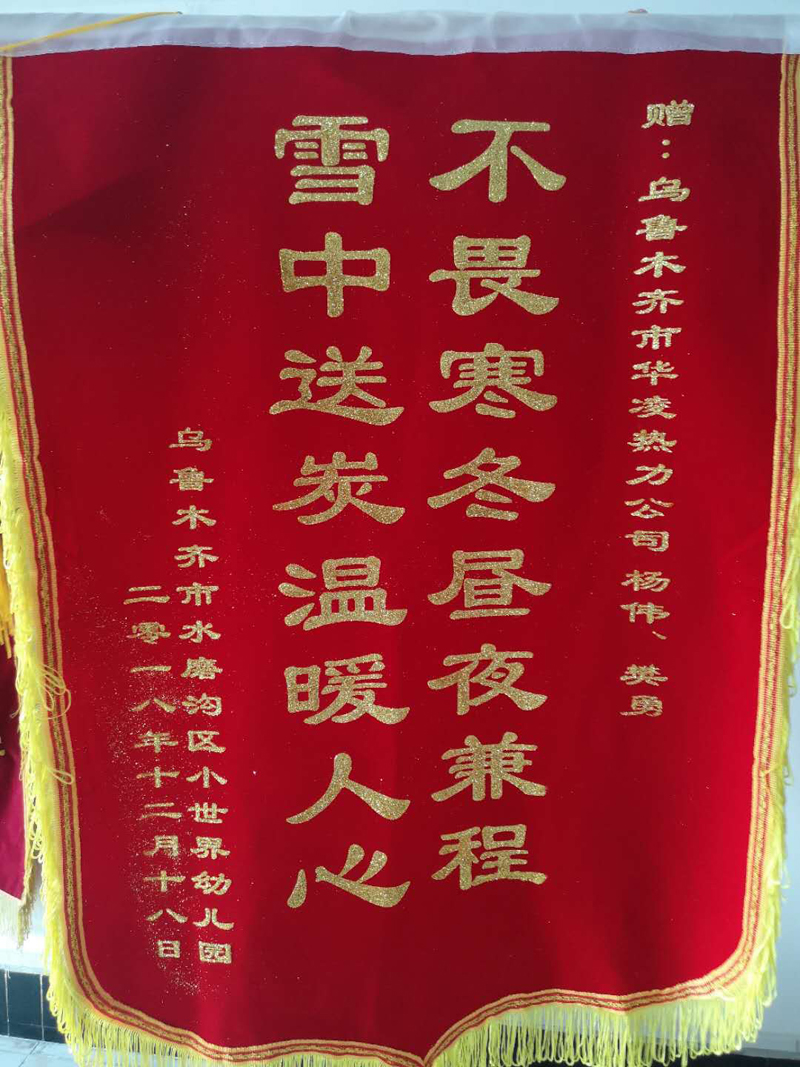 赠：乌鲁木齐市华凌热力公司 杨伟、樊勇
不畏寒冬昼夜兼程
雪中送炭温暖人心
乌鲁木齐市水磨沟区小世界幼儿园
二零一八年十二月十八日